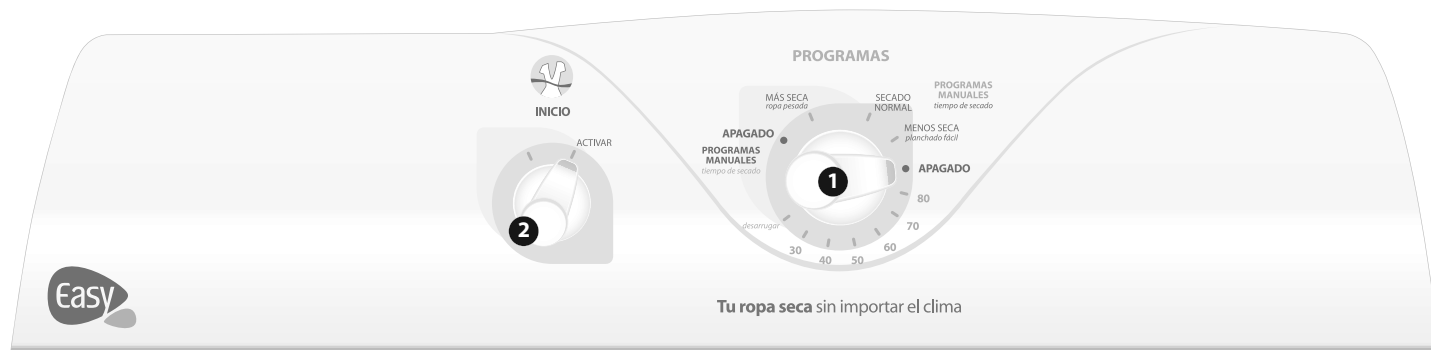 PROGRAMAS
INICIO
ACTIVAR
2
MÁS SECA
ropa pesada
SECADO
NORMAL
PROGRAMAS
MANUALES
tiempo de secado
MENOS SECA
planchado fácil
APAGADO
PROGRAMAS
MANUALES
tiempo de secado
1
APAGADO
80
70
60
50
40
30
desarrugar
Easy
Tu ropa seca sin importar el clima